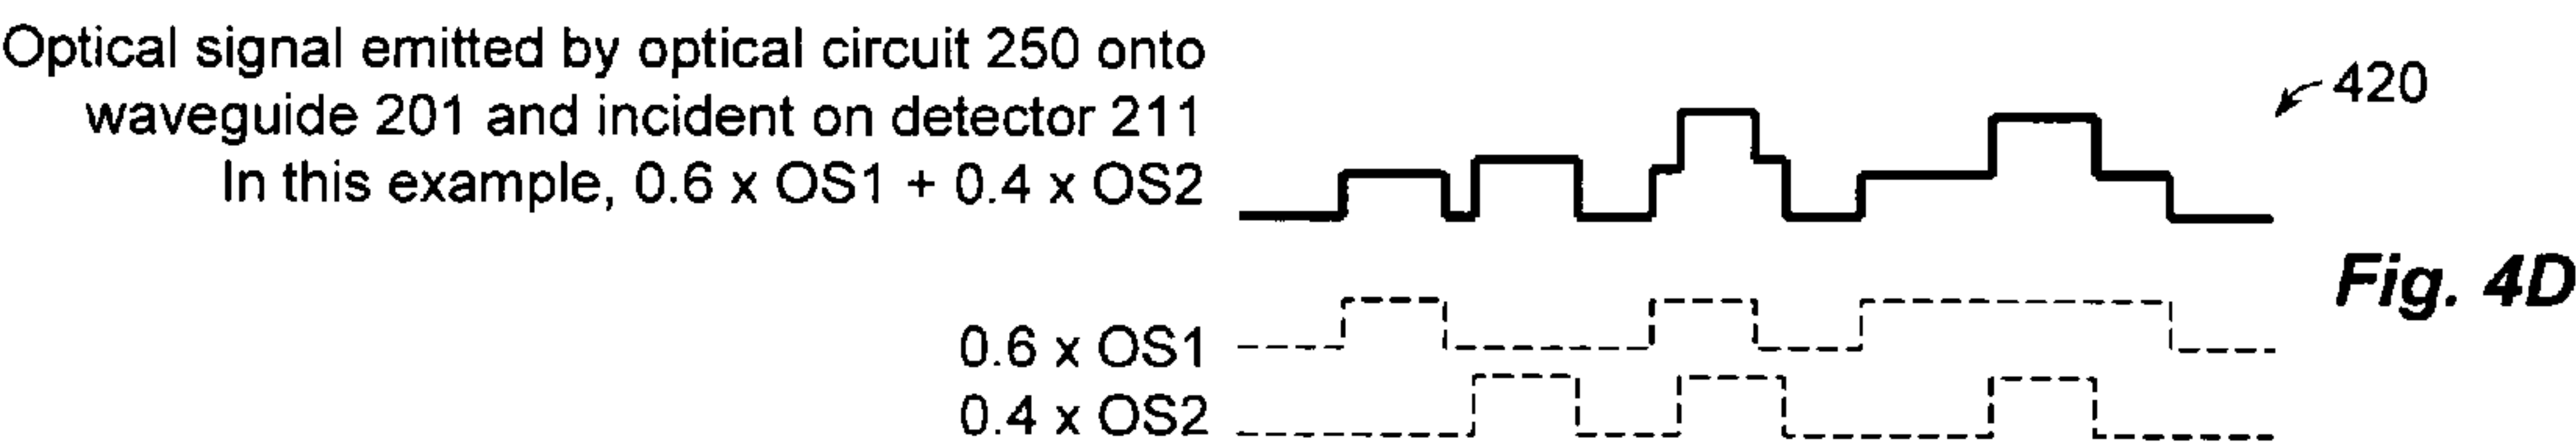 Optical signal emitted by optical circuit 250 onto
waveguide 201 and incident on detector 211
In this example, 0.6 x OS1 + 0.4 x OS2
420
Fig. 4D
0.6 x OS1
0.4 x OS2